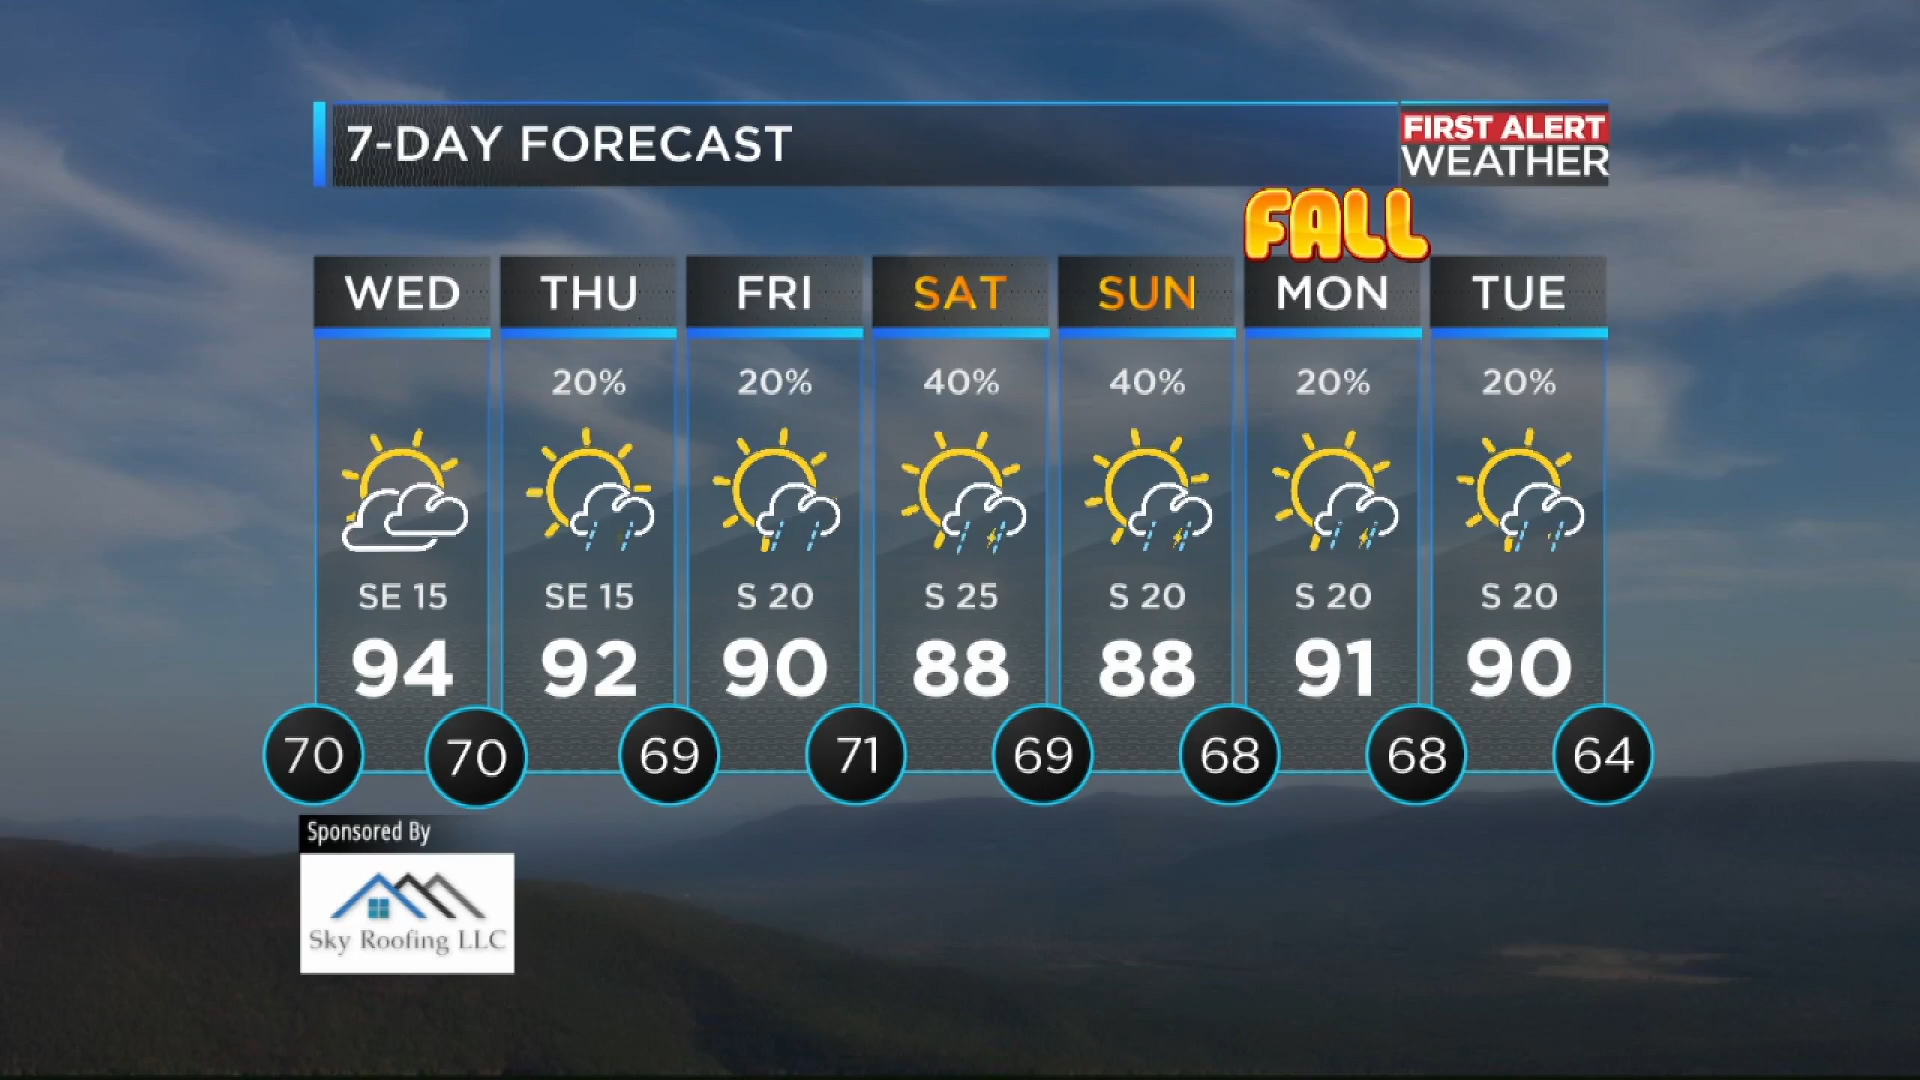 7-DAY FORECAST
FIRST ALERT
WEATHER
FALL
WED THU FRI SAT SUN MON TUE
20% 20% 40% 40% 20% 20%
SE 15 SE 15 S 20 S 25 S 20 S 20 S 20
94 92 90 88 88 91 90
70 70 69 71 69 68 68 64
Sponsored By
Sky Roofing LLC